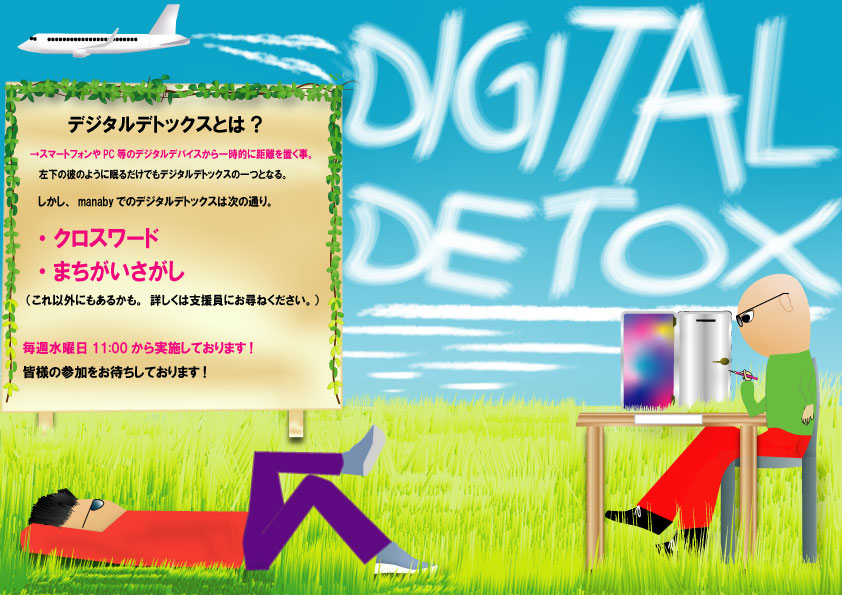 DIGITAL
DETOX
デジタルデトックスとは？
→スマートフォンやPC等のデジタルデバイスから一時的に距離を置く事。
左下の彼のように眠るだけでもデジタルデトックスの一つとなる。
しかし、manabyでのデジタルデトックスは次の通り。
・クロスワード
・まちがいさがし
（これ以外にもあるかも。詳しくは支援員にお尋ねください。）
毎週水曜日 11:00 から実施しております！
皆様の参加をお待ちしております！